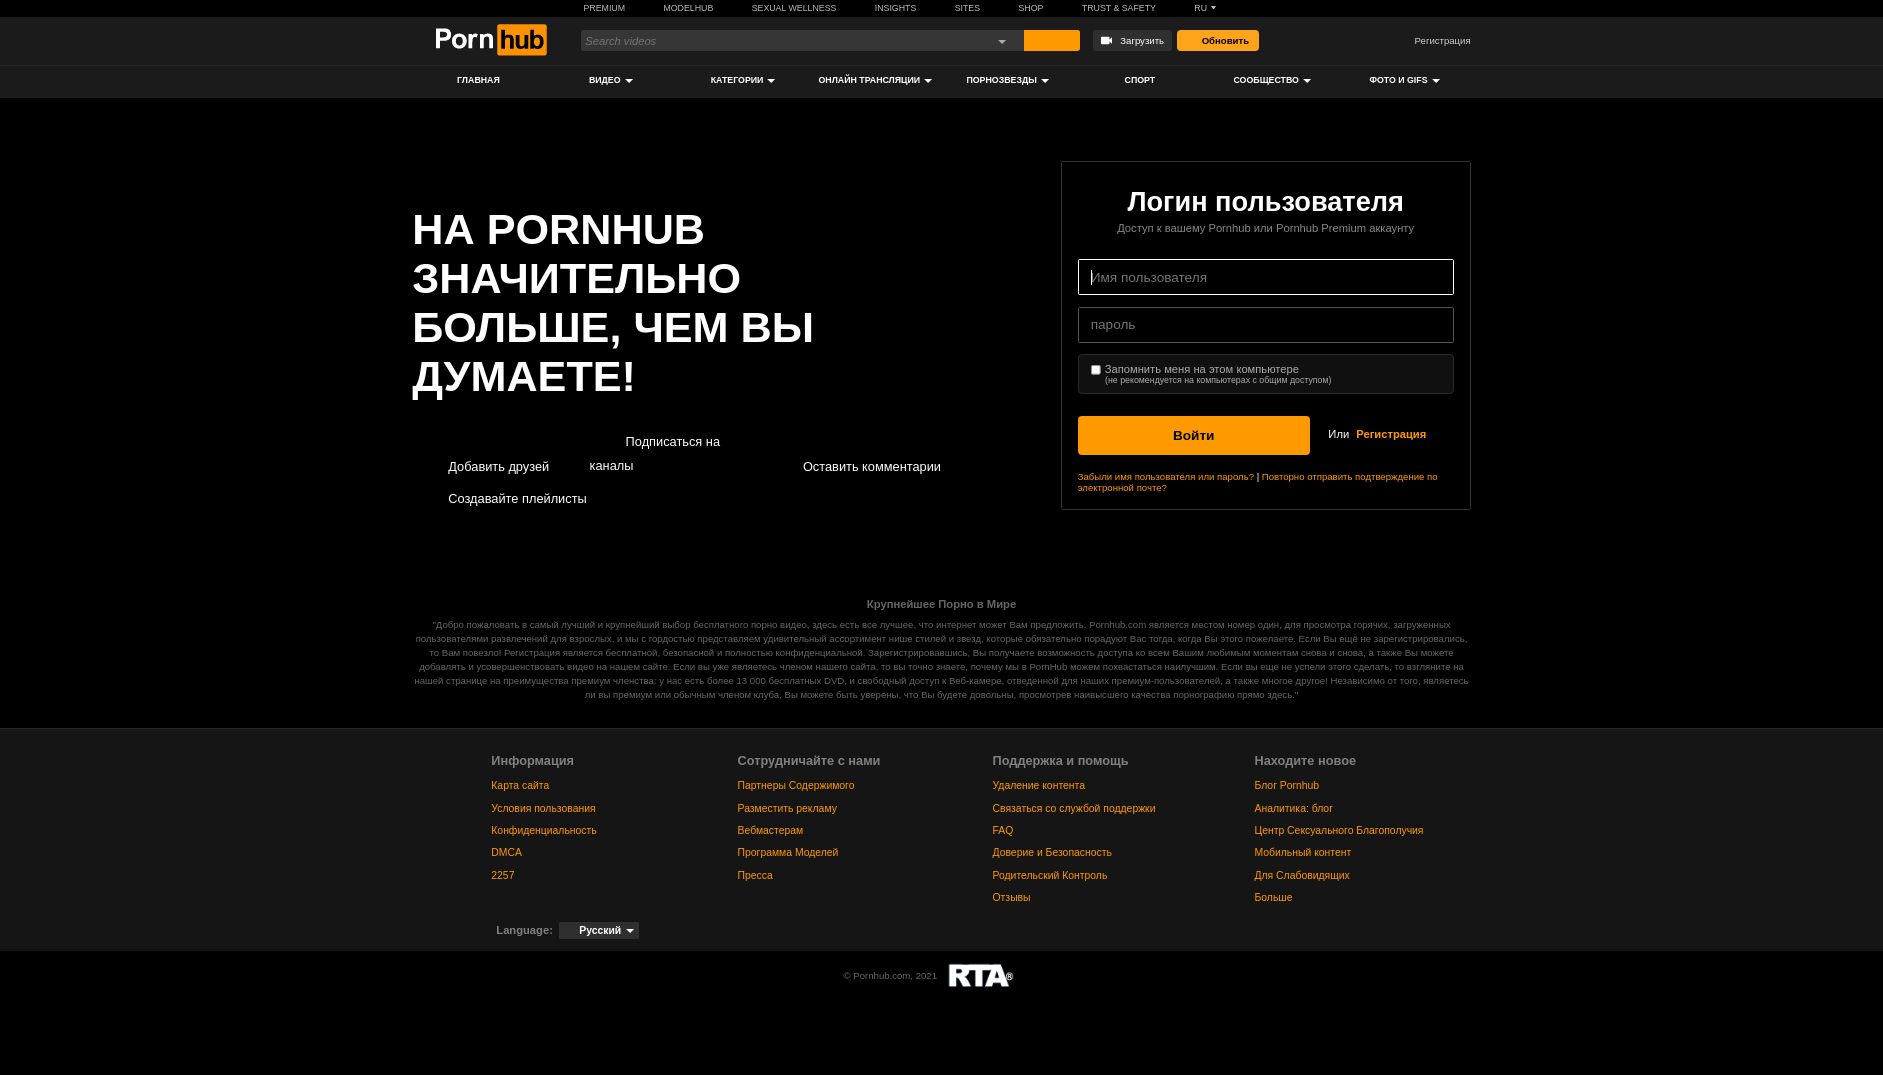 PREMIUM MODELHUB SEXUAL WELLNESS INSIGHTS SITES SHOP TRUST & SAFETY RU
Porn hub
Search videos
Загрузить
Обновить
Регистрация
ГЛАВНАЯ ВИДЕО КАТЕГОРИИ ОНЛАЙН ТРАНСЛЯЦИИ ПОРНОЗВЕЗДЫ СПОРТ СООБЩЕСТВО ФОТО И GIFS
НА PORNHUB
ЗНАЧИТЕЛЬНО
БОЛЬШЕ, ЧЕМ ВЫ
ДУМАЕТЕ!
Добавить друзей
Подписаться на
каналы
Оставить комментарии
Создавайте плейлисты
Логин пользователя
Доступ к вашему Pornhub или Pornhub Premium аккаунту
Имя пользователя
пароль
Запомнить меня на этом компьютере
(не рекомендуется на компьютерах с общим доступом)
Войти
Или Регистрация
Забыли имя пользователя или пароль? | Повторно отправить подтверждение по
электронной почте?
Крупнейшее Порно в Мире
"Добро пожаловать в самый лучший и крупнейший выбор бесплатного порно видео, здесь есть все лучшее, что интернет может Вам предложить. Pornhub.com является местом номер один, для просмотра горячих, загруженных
пользователями развлечений для взрослых, и мы с гордостью представляем удивительный ассортимент нише стилей и звезд, которые обязательно порадуют Вас тогда, когда Вы этого пожелаете. Если Вы ещё не зарегистрировались,
то Вам повезло! Регистрация является бесплатной, безопасной и полностью конфиденциальной. Зарегистрировавшись, Вы получаете возможность доступа ко всем Вашим любимым моментам снова и снова, а также Вы можете
добавлять и усовершенствовать видео на нашем сайте. Если вы уже являетесь членом нашего сайта, то вы точно знаете, почему мы в PornHub можем похвастаться наилучшим. Если вы еще не успели этого сделать, то взгляните на
нашей странице на преимущества премиум членства: у нас есть более 13 000 бесплатных DVD, и свободный доступ к Веб-камере, отведенной для наших премиум-пользователей, а также многое другое! Независимо от того, являетесь
ли вы премиум или обычным членом клуба, Вы можете быть уверены, что Вы будете довольны, просмотрев наивысшего качества порнографию прямо здесь."
Информация
Карта сайта
Условия пользования
Конфиденциальность
DMCA
2257
Сотрудничайте с нами
Партнеры Содержимого
Разместить рекламу
Вебмастерам
Программа Моделей
Пресса
Поддержка и помощь
Удаление контента
Связаться со службой поддержки
FAQ
Доверие и Безопасность
Родительский Контроль
Отзывы
Находите новое
Блог Pornhub
Аналитика: блог
Центр Сексуального Благополучия
Мобильный контент
Для Слабовидящих
Больше
Language: Русский
© Pornhub.com, 2021 RTA®